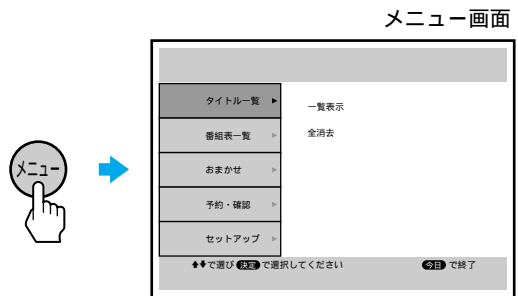 メニュー画面
メニュー
タイトル一覧
番組表一覧
おまかせ
予約・確認
セットアップ
一覧表示
全消去
で選び 決定 で選択してください
今日 で終了